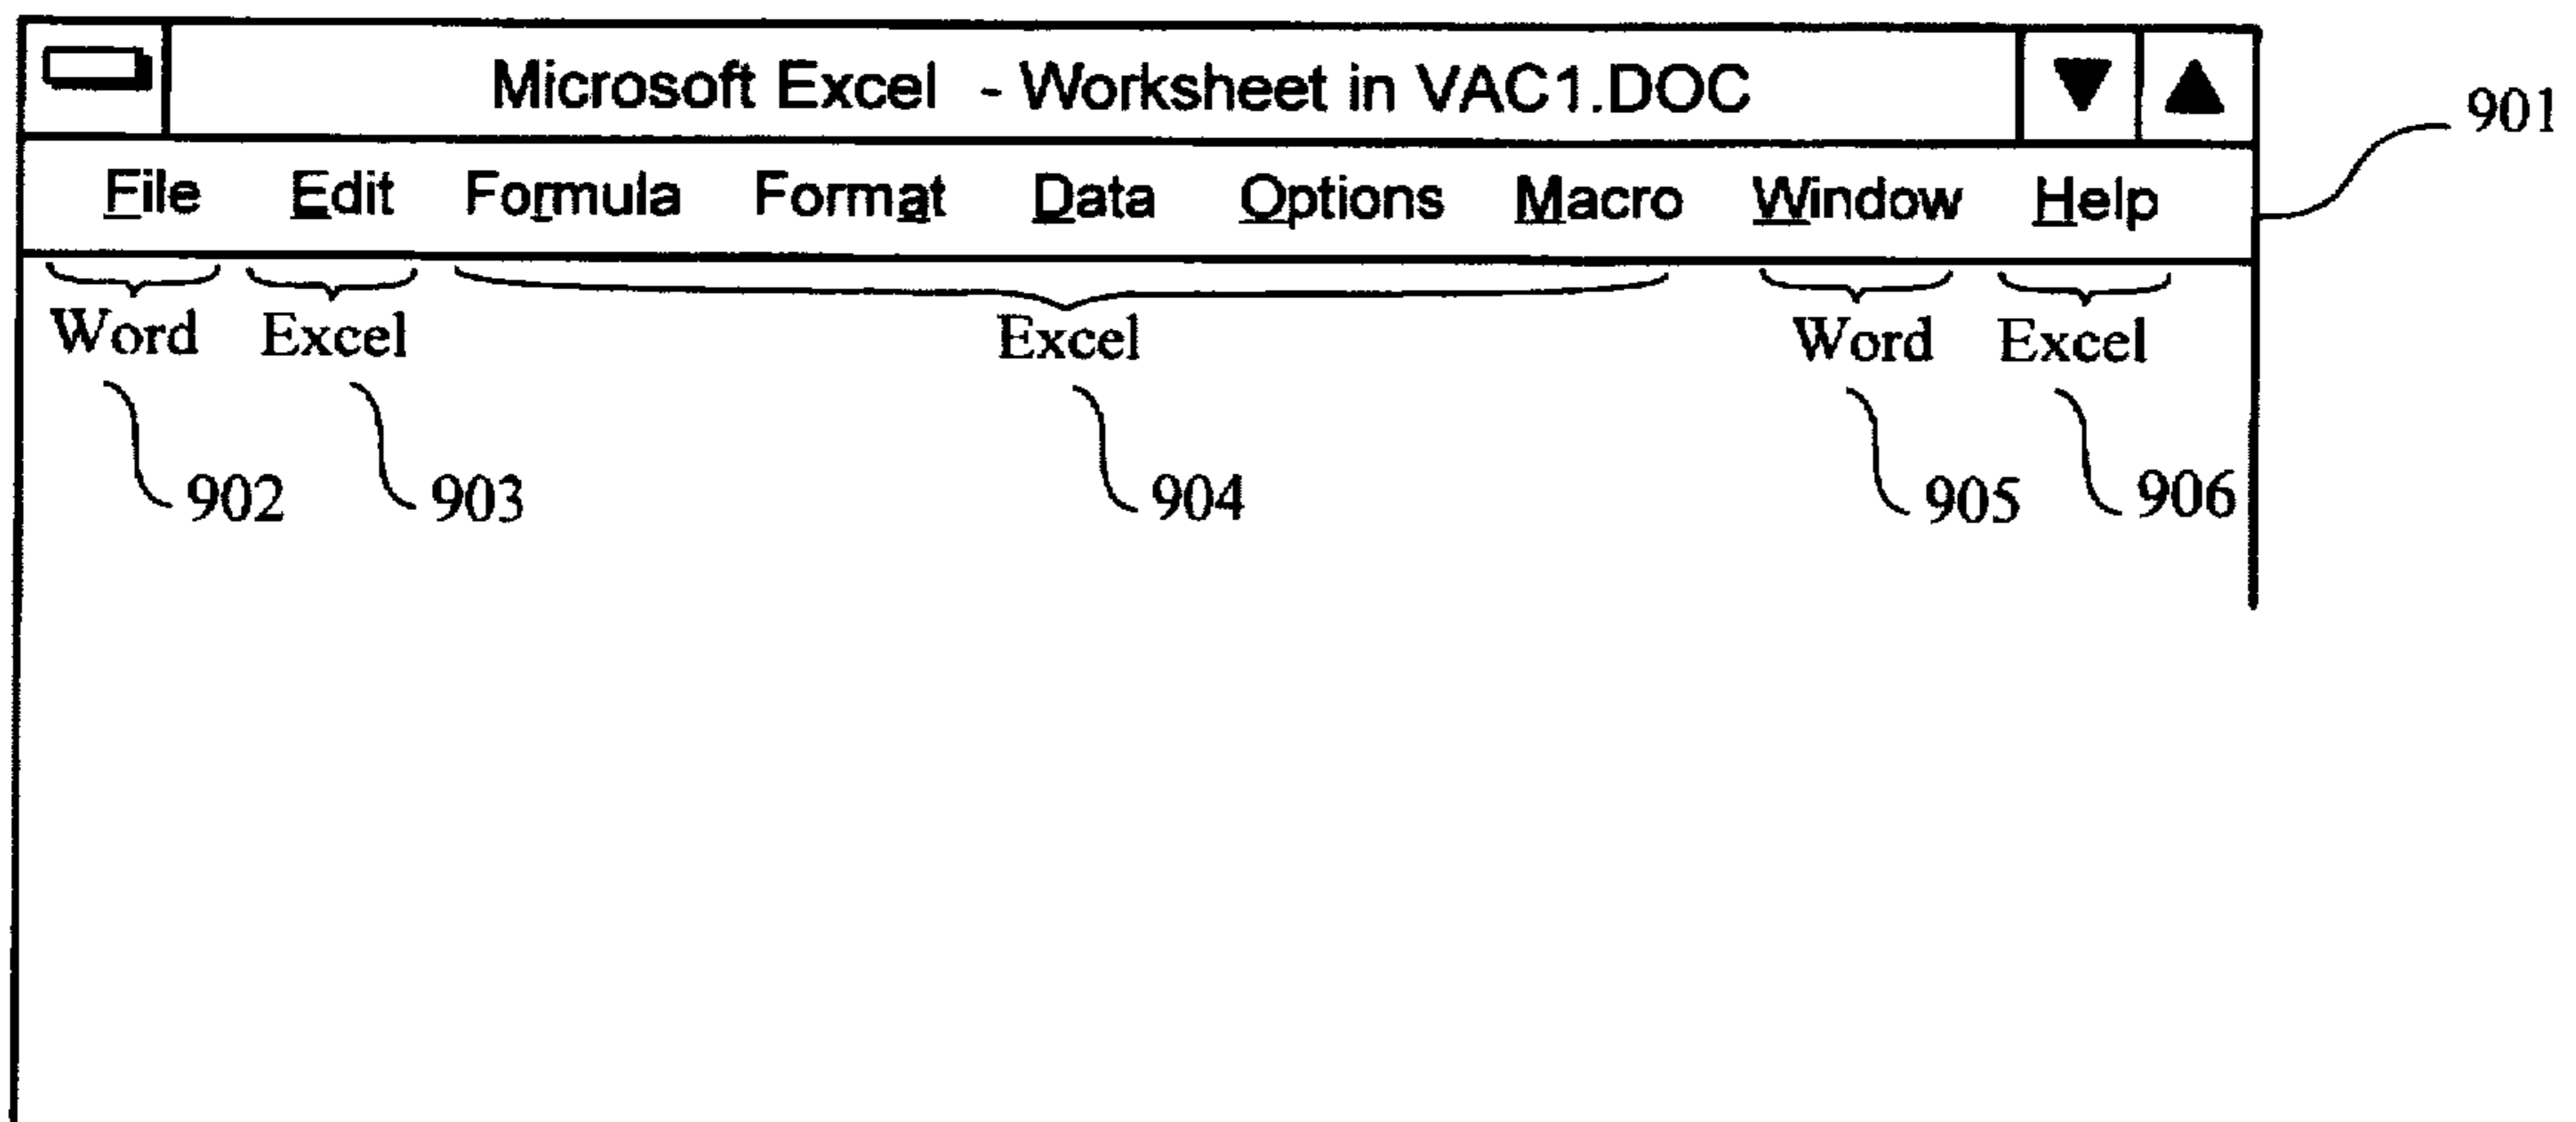 Microsoft Excel - Worksheet in VAC1.DOC
901
File Edit Formula Format Data Options Macro Window Help
Word Excel Excel Word Excel
902 903 904 905 906